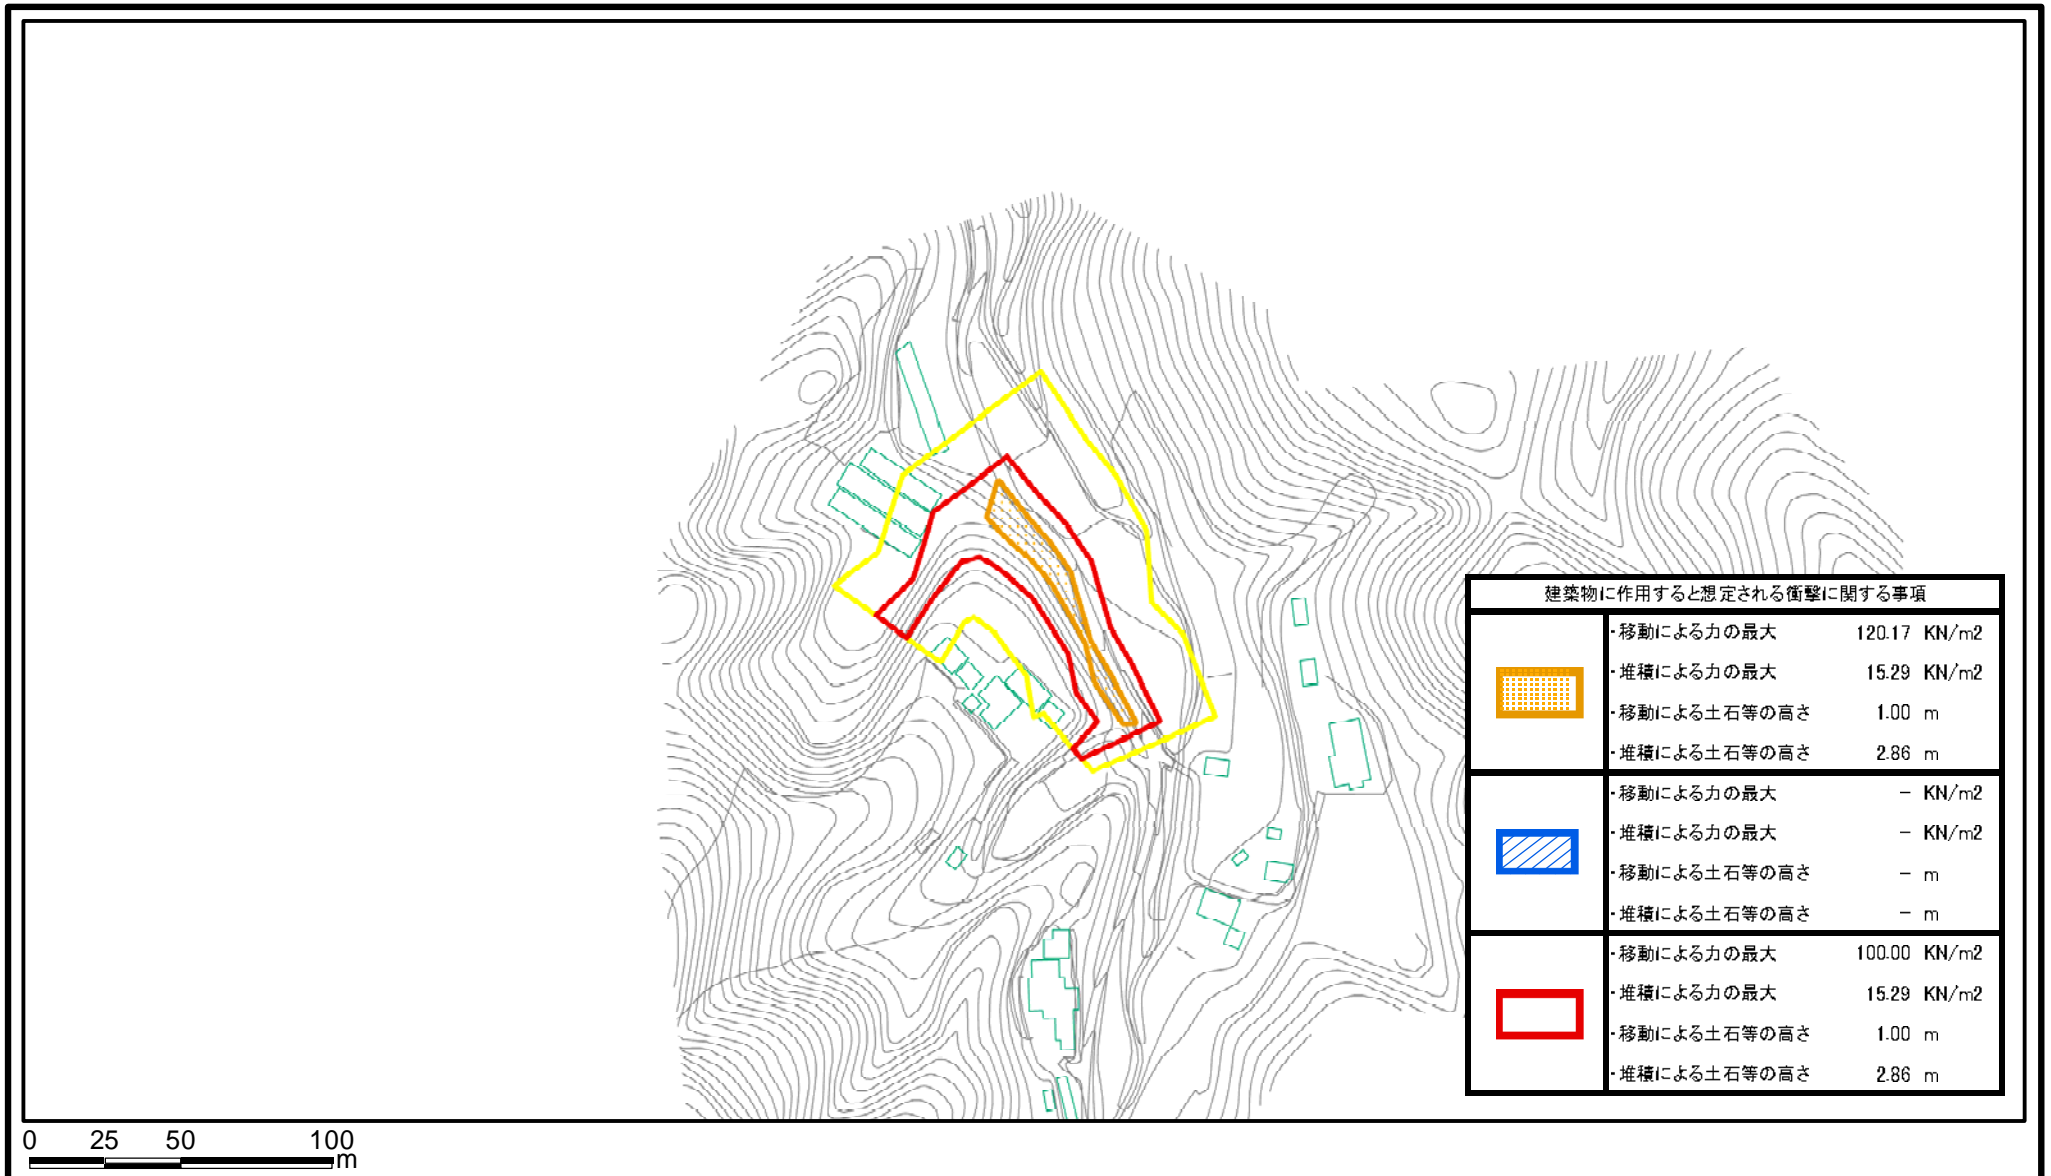 建築物に作用すると想定される衝撃に関する事項
・移動による力の最大 120.17 KN/m2
・堆積による力の最大 15.29 KN/m2
・移動による土石等の高さ 1.00 m
・堆積による土石等の高さ 2.86 m
・移動による力の最大 − KN/m2
・堆積による力の最大 − KN/m2
・移動による土石等の高さ − m
・堆積による土石等の高さ − m
・移動による力の最大 100.00 KN/m2
・堆積による力の最大 15.29 KN/m2
・移動による土石等の高さ 1.00 m
・堆積による土石等の高さ 2.86 m
0 25 50 100
m